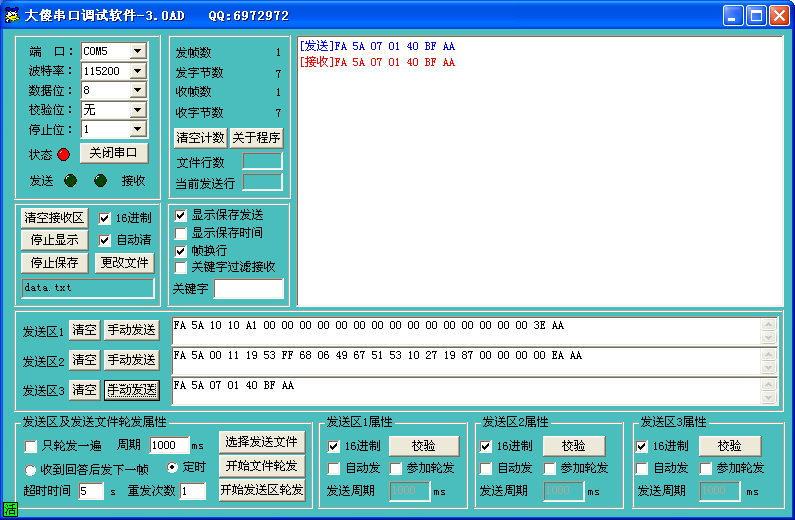 大傻串口调试软件-3.0AD QQ:6972972
端 口: COM5
波特率: 115200
数据位: 8
校验位: 无
停止位: 1
状态 关闭串口
发送 接收
发帧数 1
发字节数 7
收帧数 1
收字节数 7
清空计数 关于程序
文件行数
当前发送行
[发送]FA 5A 07 01 40 BF AA
[接收]FA 5A 07 01 40 BF AA
清空接收区 16进制
停止显示 自动清
停止保存 更改文件
data.txt
显示保存发送
显示保存时间
帧换行
关键字过滤接收
关键字
发送区1 清空 手动发送 FA 5A 10 10 A1 00 00 00 00 00 00 00 00 00 00 00 00 00 00 00 3E AA
发送区2 清空 手动发送 FA 5A 00 11 19 53 FF 68 06 49 67 51 53 10 27 19 87 00 00 00 00 EA AA
发送区3 清空 手动发送 FA 5A 07 01 40 BF AA
发送区及发送文件轮发属性
只轮发一遍 周期 1000 ms 选择发送文件
收到回答后发下一帧 定时 开始文件轮发
超时时间 5 s 重发次数 1 开始发送区轮发
发送区1属性
16进制 校验
自动发 参加轮发
发送周期 1000 ms
发送区2属性
16进制 校验
自动发 参加轮发
发送周期 1000 ms
发送区3属性
16进制 校验
自动发 参加轮发
发送周期 1000 ms
活